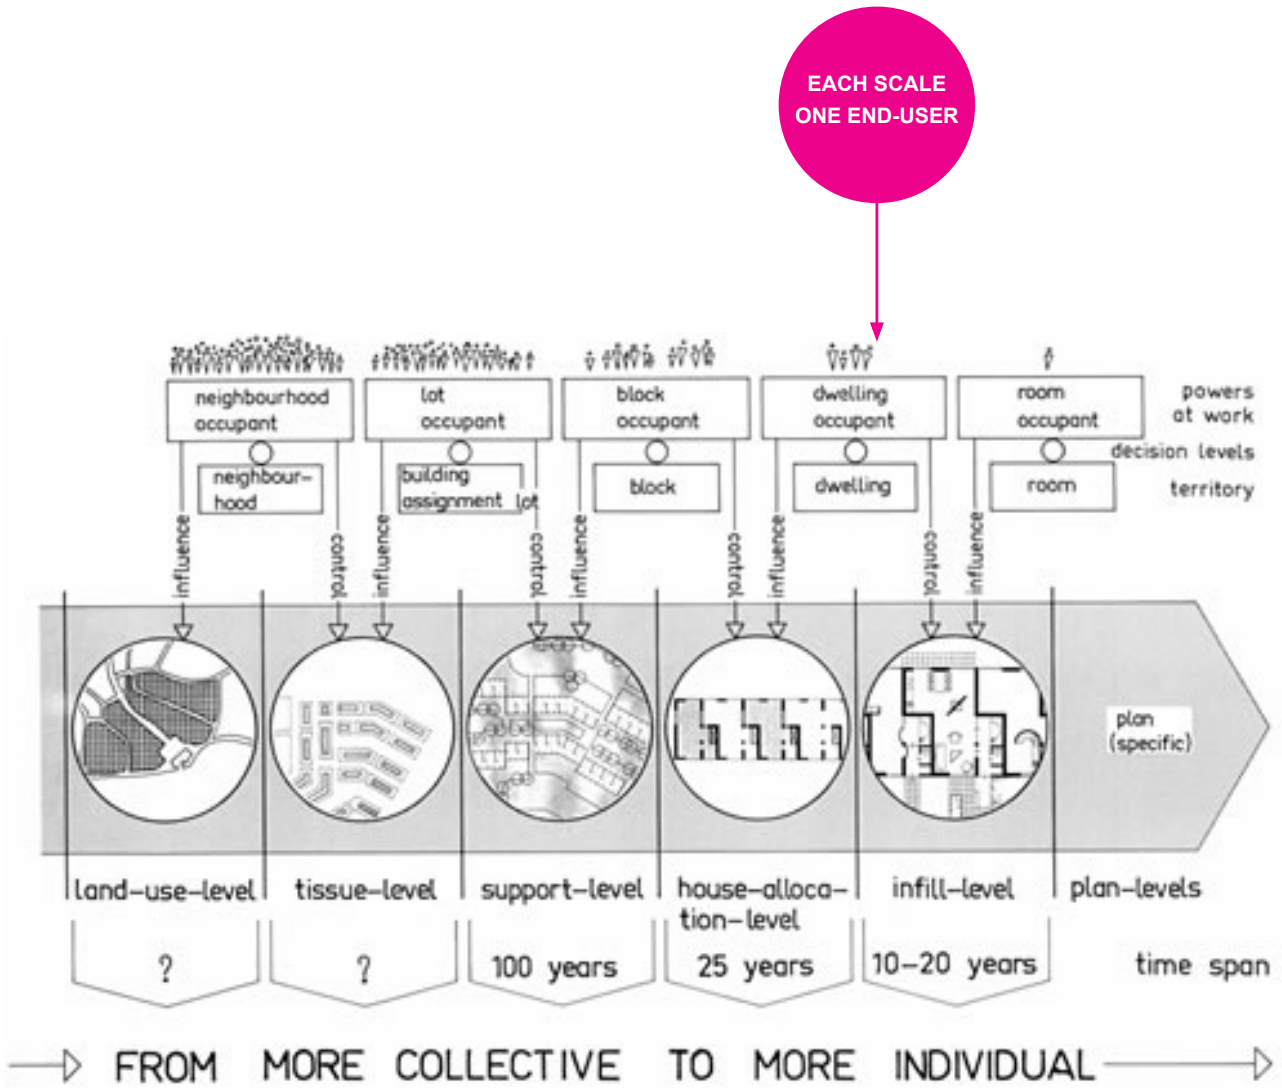 EACH SCALE
ONE END-USER
neighbourhood
occupant
lot
occupant
block
occupant
dwelling
occupant
room
occupant
powers
at work
decision levels
neighbour-
hood
building
assignment lot
block
dwelling
room
territory
influence
control
influence
control
influence
control
influence
control
influence
plan
(specific)
land-use-level
tissue-level
support-level
house-alloca-
tion-level
infill-level
plan-levels
?
?
100 years
25 years
10-20 years
time span
FROM MORE COLLECTIVE TO MORE INDIVIDUAL